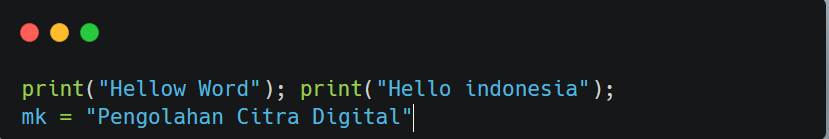 print("Hellow Word"); print("Hello indonesia");
mk = "Pengolahan Citra Digital"